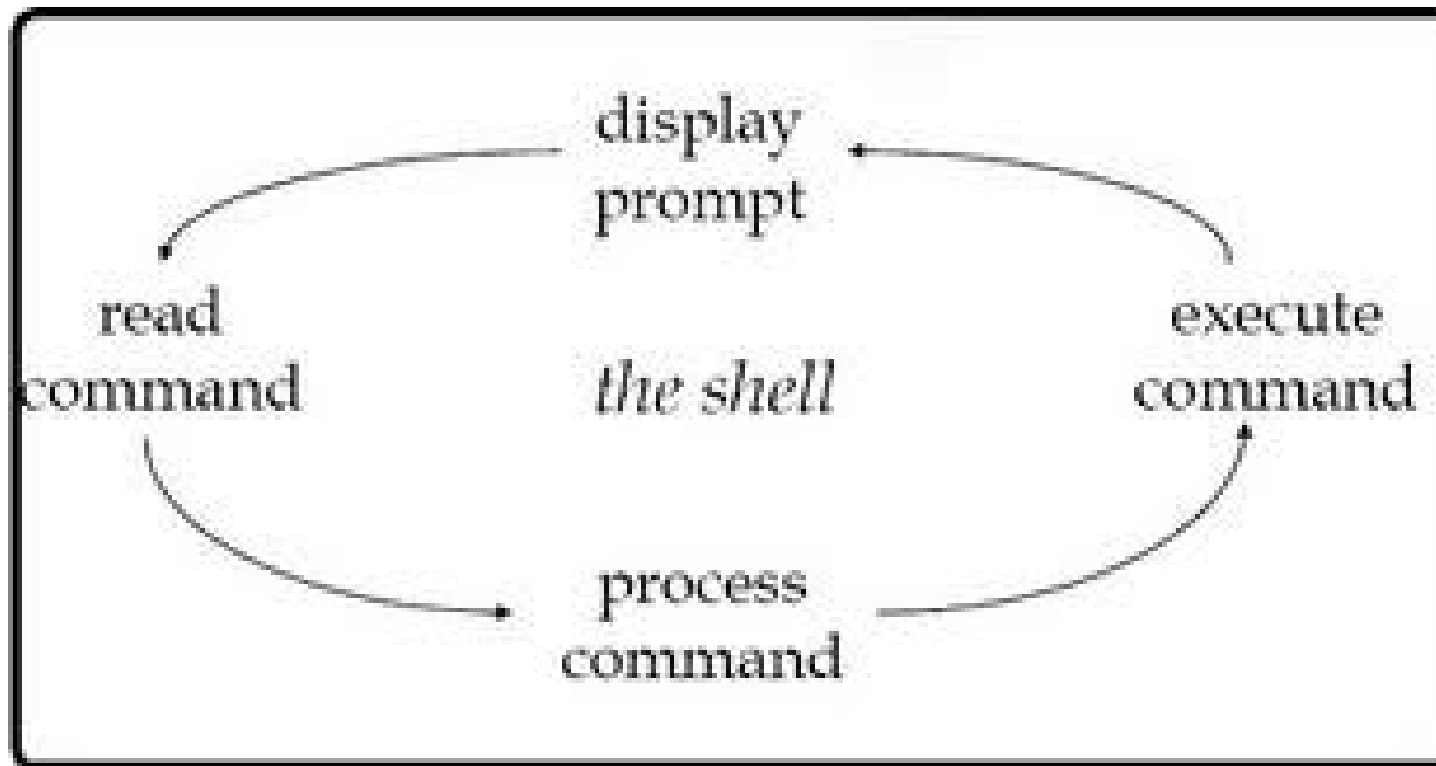 display
prompt
read
command
the shell
execute
command
process
command